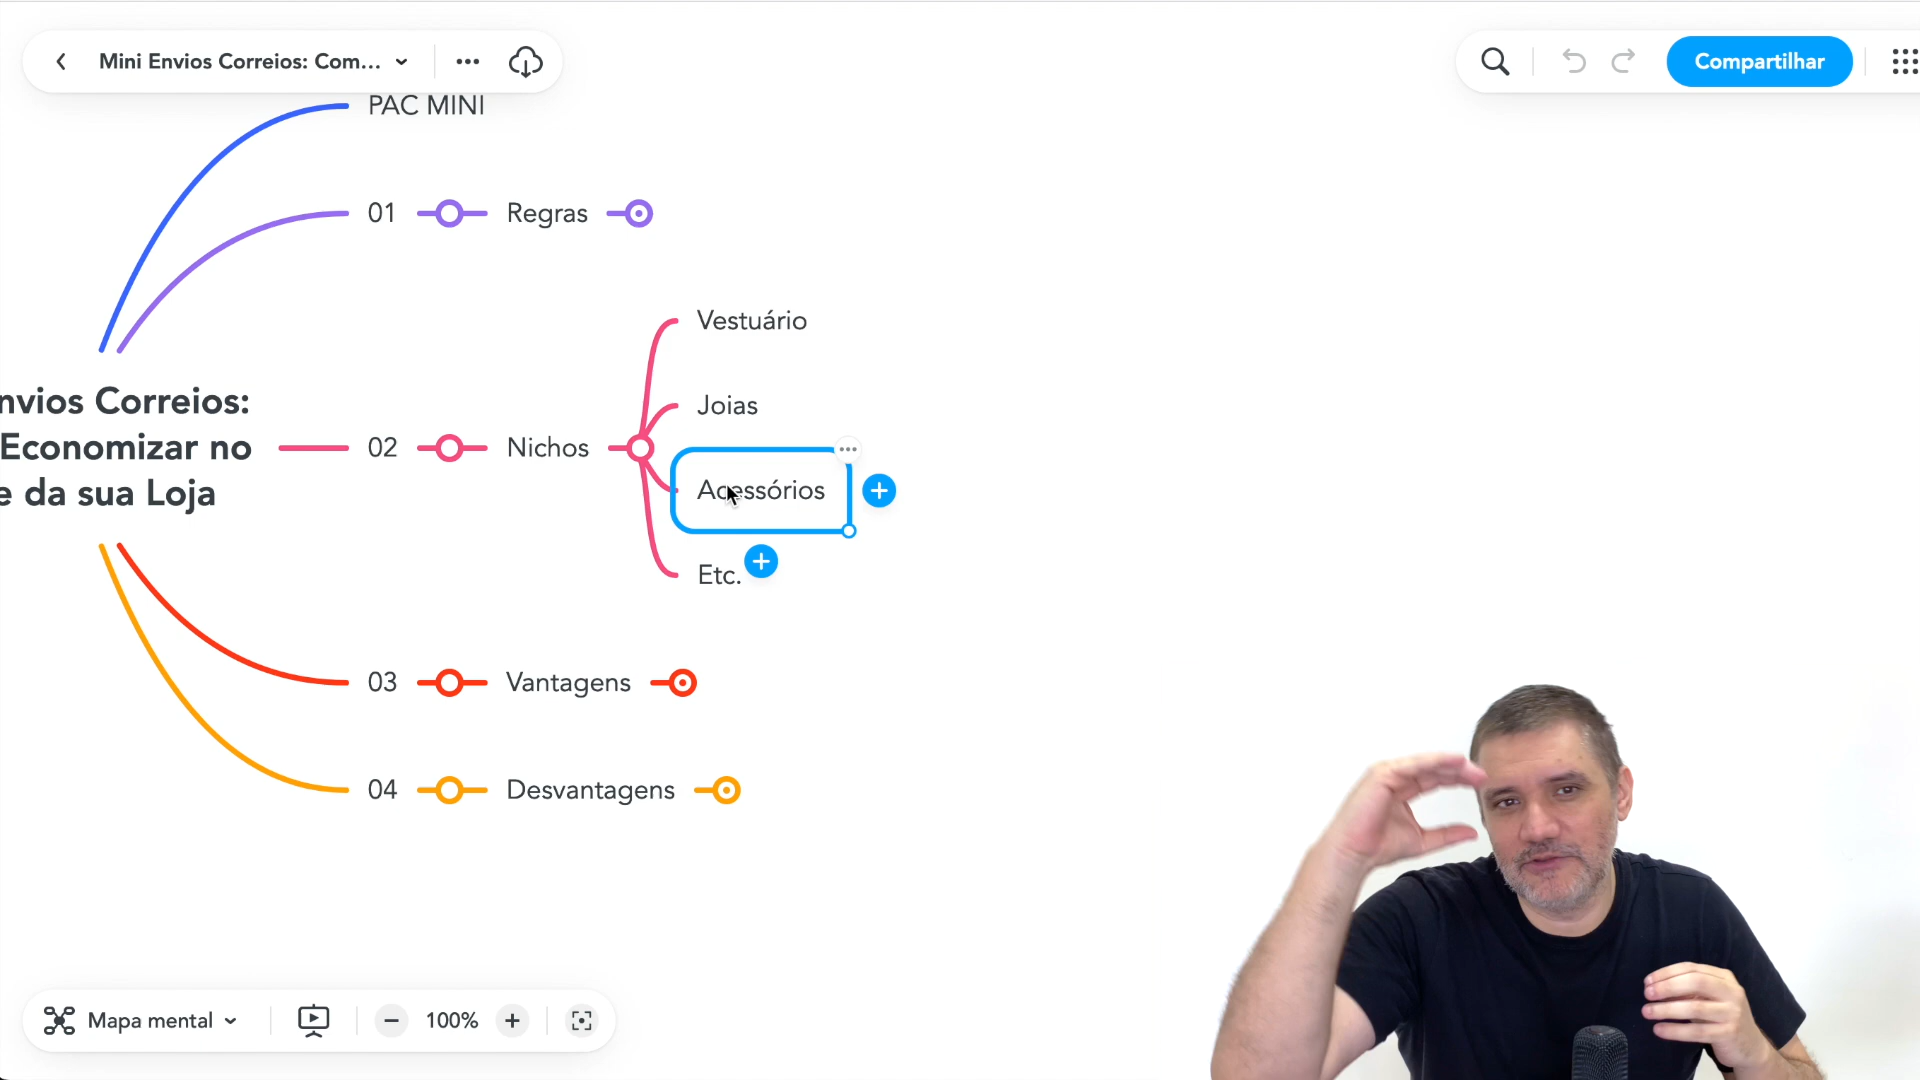 Mini Envios Correios: Com...
Compartilhar
PAC MINI
01
Regras
Vestuário
Joias
nvios Correios:
Economizar no
e da sua Loja
02
Nichos
Acessórios
Etc.
03
Vantagens
04
Desvantagens
Mapa mental
100%